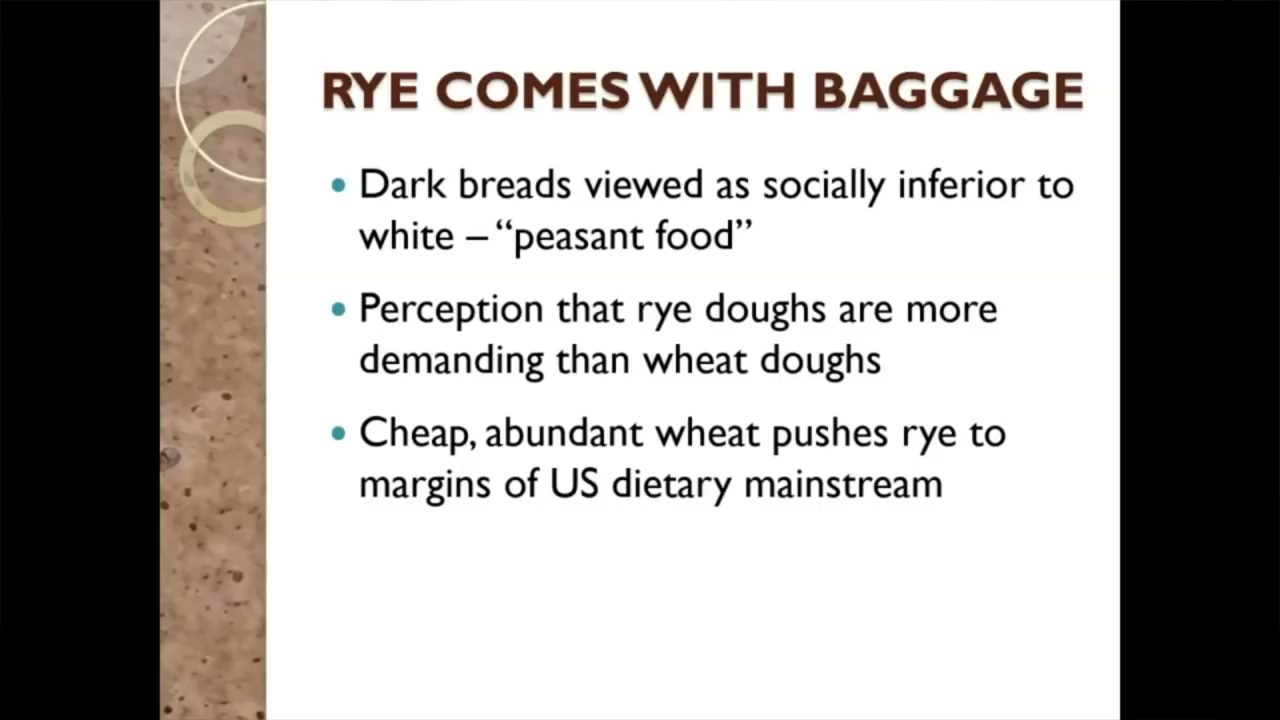 RYE COMES WITH BAGGAGE
• Dark breads viewed as socially inferior to
white – “peasant food”
• Perception that rye doughs are more
demanding than wheat doughs
• Cheap, abundant wheat pushes rye to
margins of US dietary mainstream